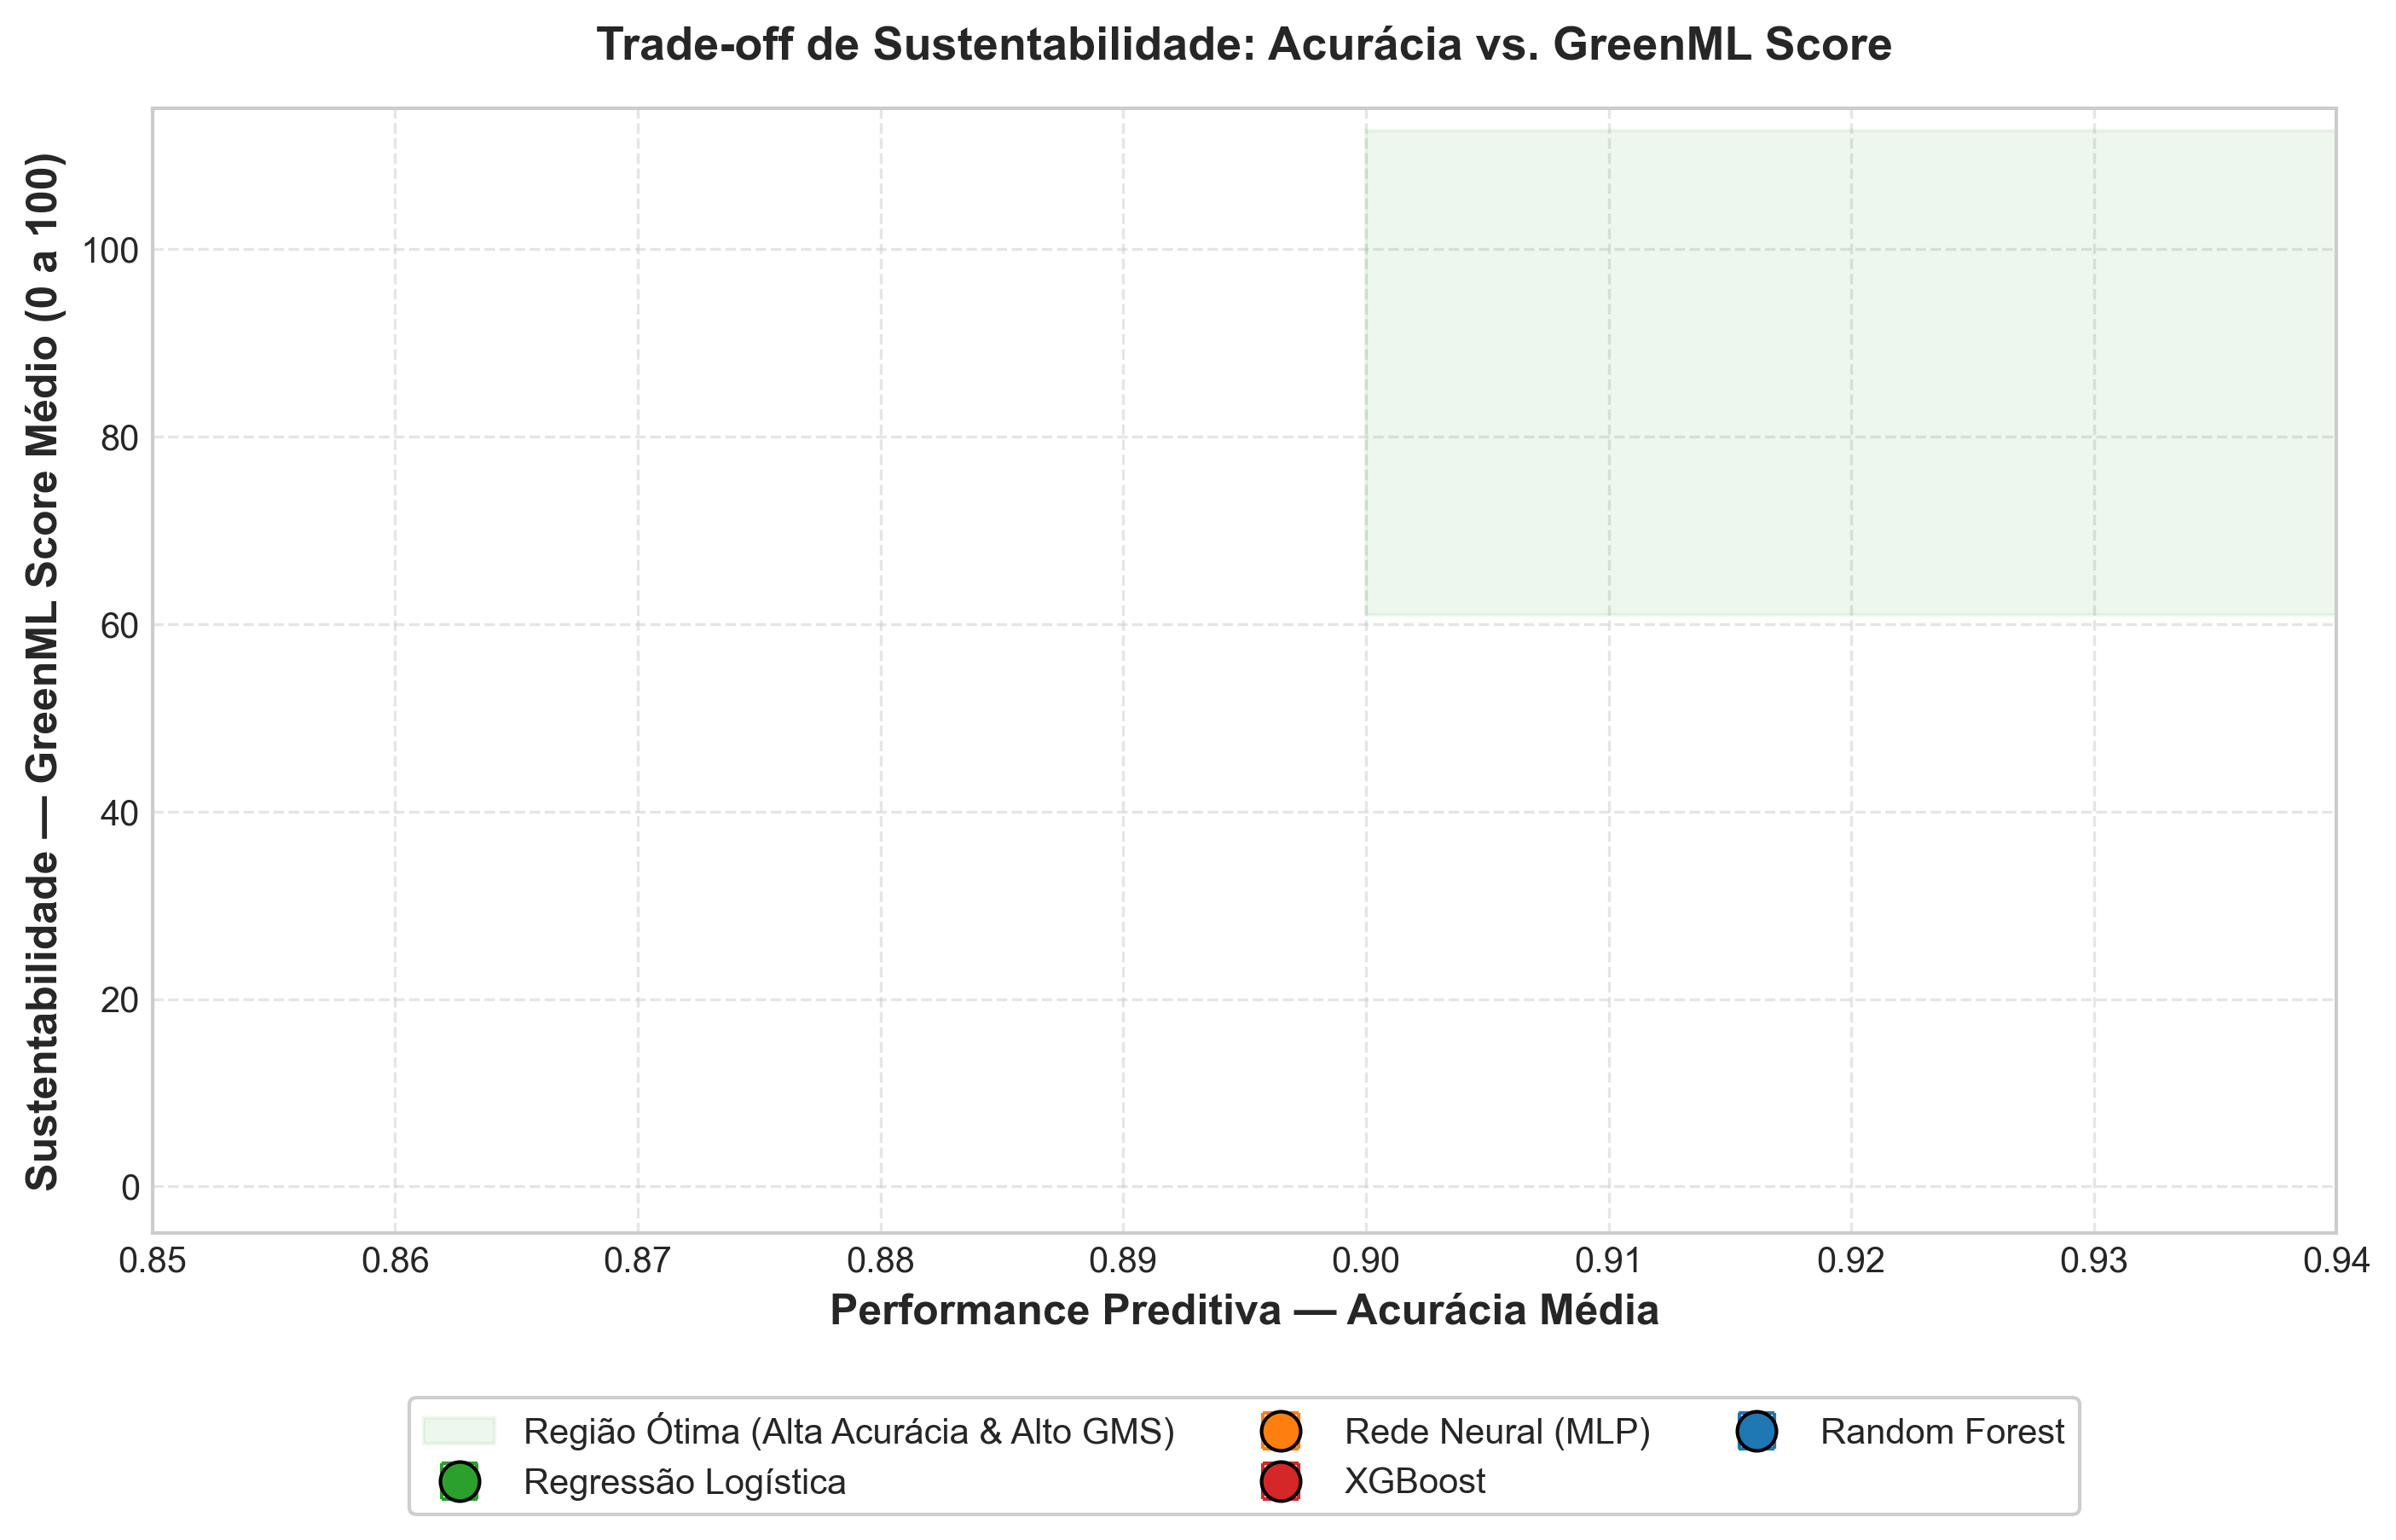 Trade-off de Sustentabilidade: Acurácia vs. GreenML Score
Sustentabilidade — GreenML Score Médio (0 a 100)
100
80
60
40
20
0
0.85 0.86 0.87 0.88 0.89 0.90 0.91 0.92 0.93 0.94
Performance Preditiva — Acurácia Média
Região Ótima (Alta Acurácia & Alto GMS) Rede Neural (MLP) Random Forest
Regressão Logística XGBoost